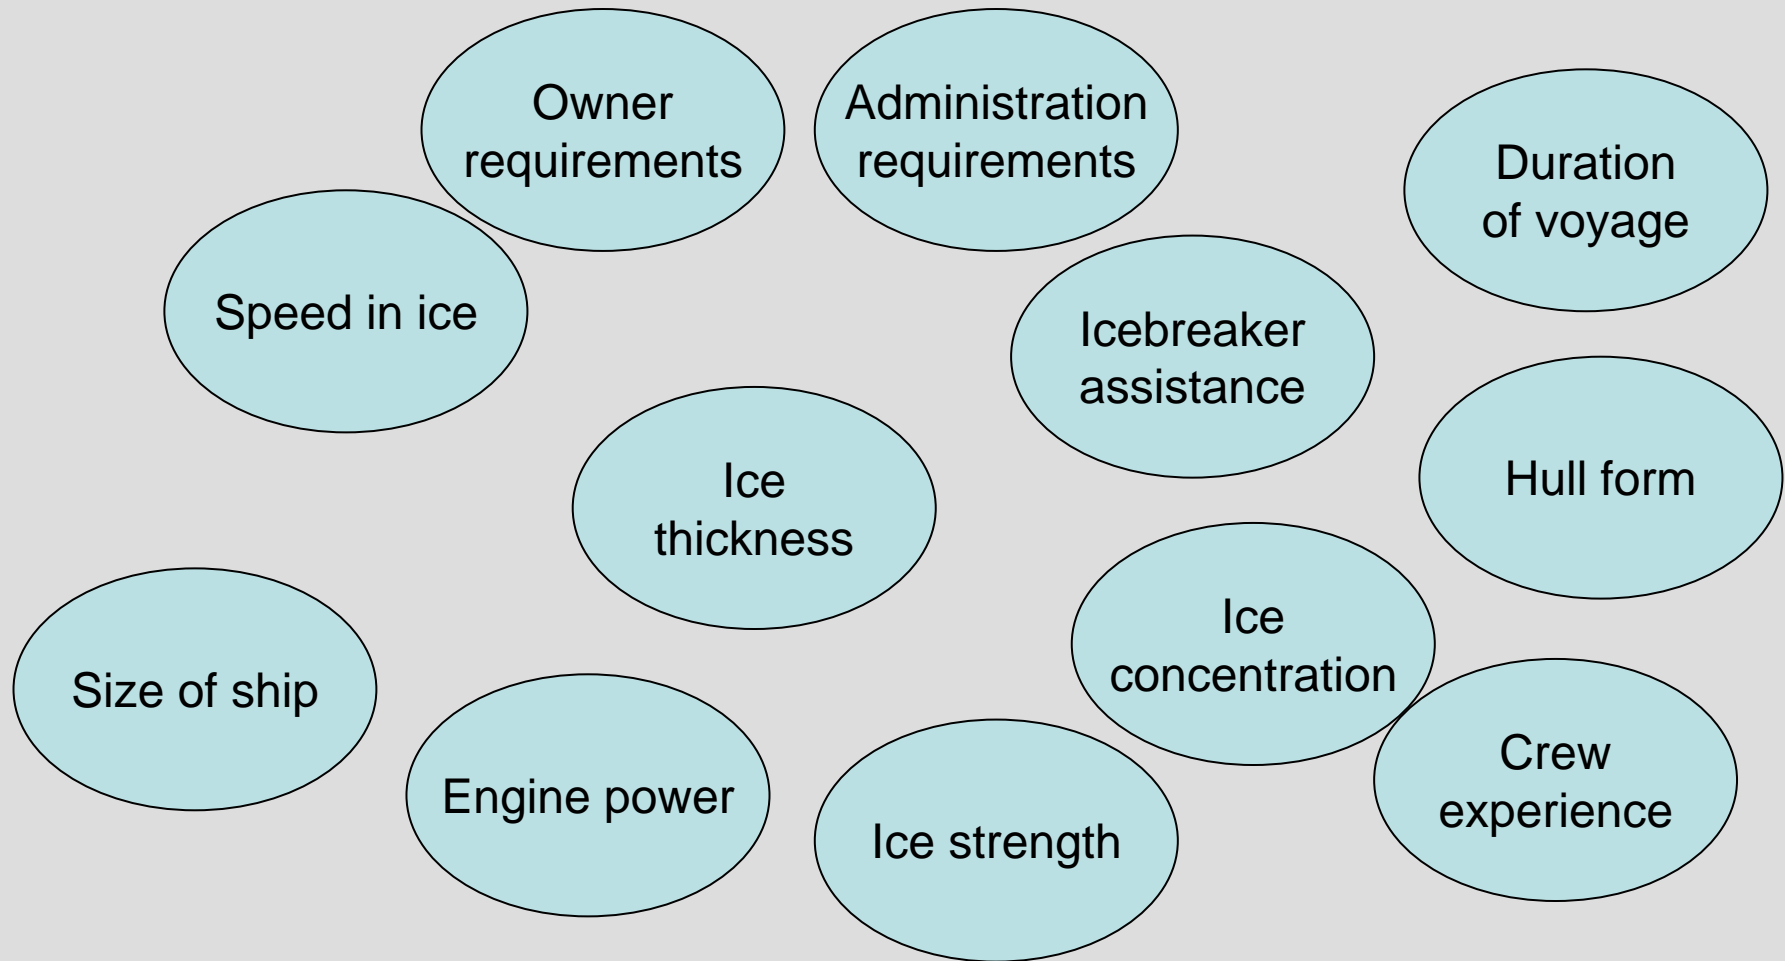 Owner
requirements
Administration
requirements
Duration
of voyage
Speed in ice
Icebreaker
assistance
Ice
thickness
Hull form
Ice
concentration
Size of ship
Engine power
Ice strength
Crew
experience